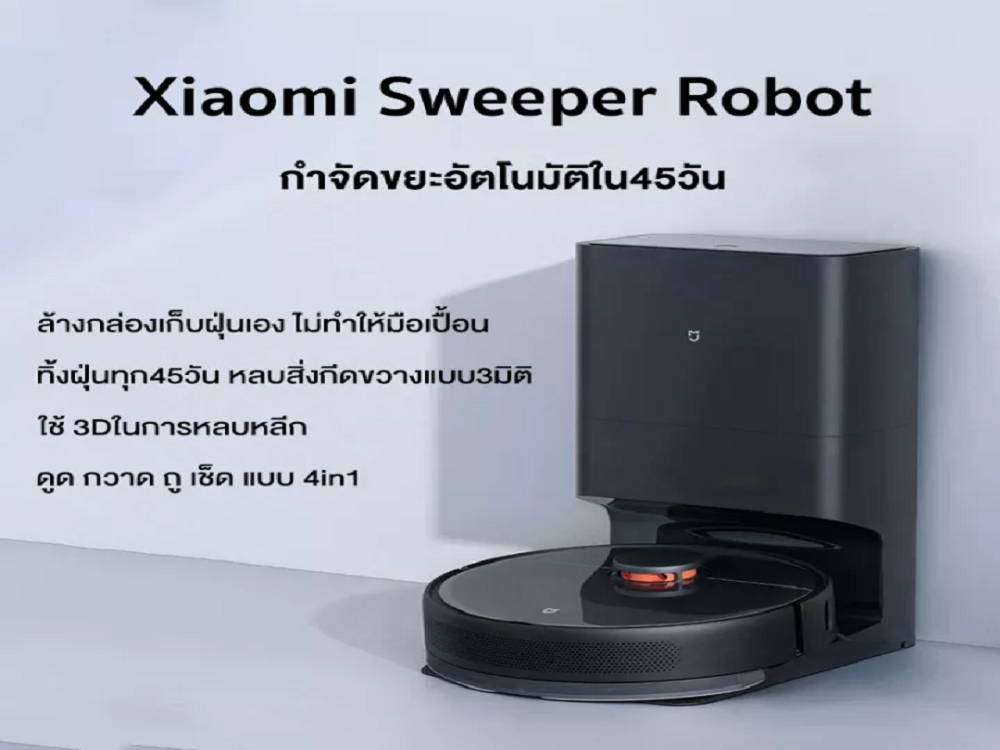 Xiaomi Sweeper Robot
กำจัดขยะอัตโนมัติใน45วัน
ล้างกล่องเก็บฝุ่นเอง ไม่ทำให้มือเปื้อน
ทิ้งฝุ่นทุก45วัน หลบสิ่งกีดขวางแบบ3มิติ
ใช้ 3Dในการหลบหลีก
ดูด กวาด ถู เช็ด แบบ 4in1